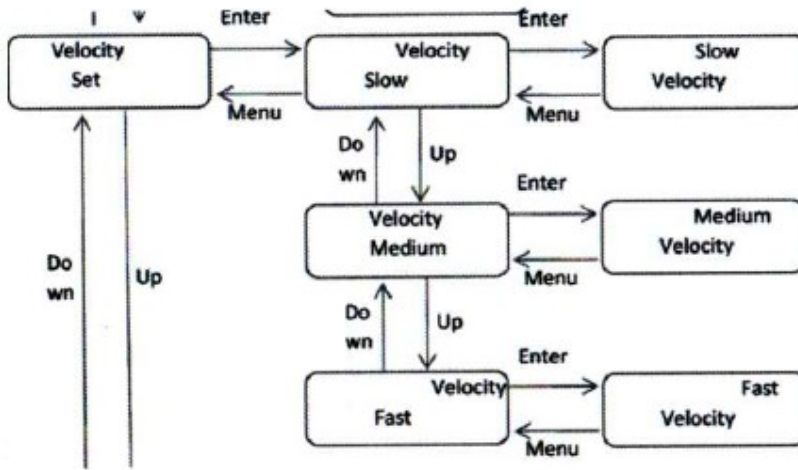 Enter
Enter
Velocity
Set
Velocity
Slow
Slow
Velocity
Menu
Menu
Do
wn
Up
Enter
Velocity
Medium
Medium
Velocity
Do
wn
Up
Menu
Do
wn
Up
Enter
Velocity
Fast
Fast
Velocity
Menu